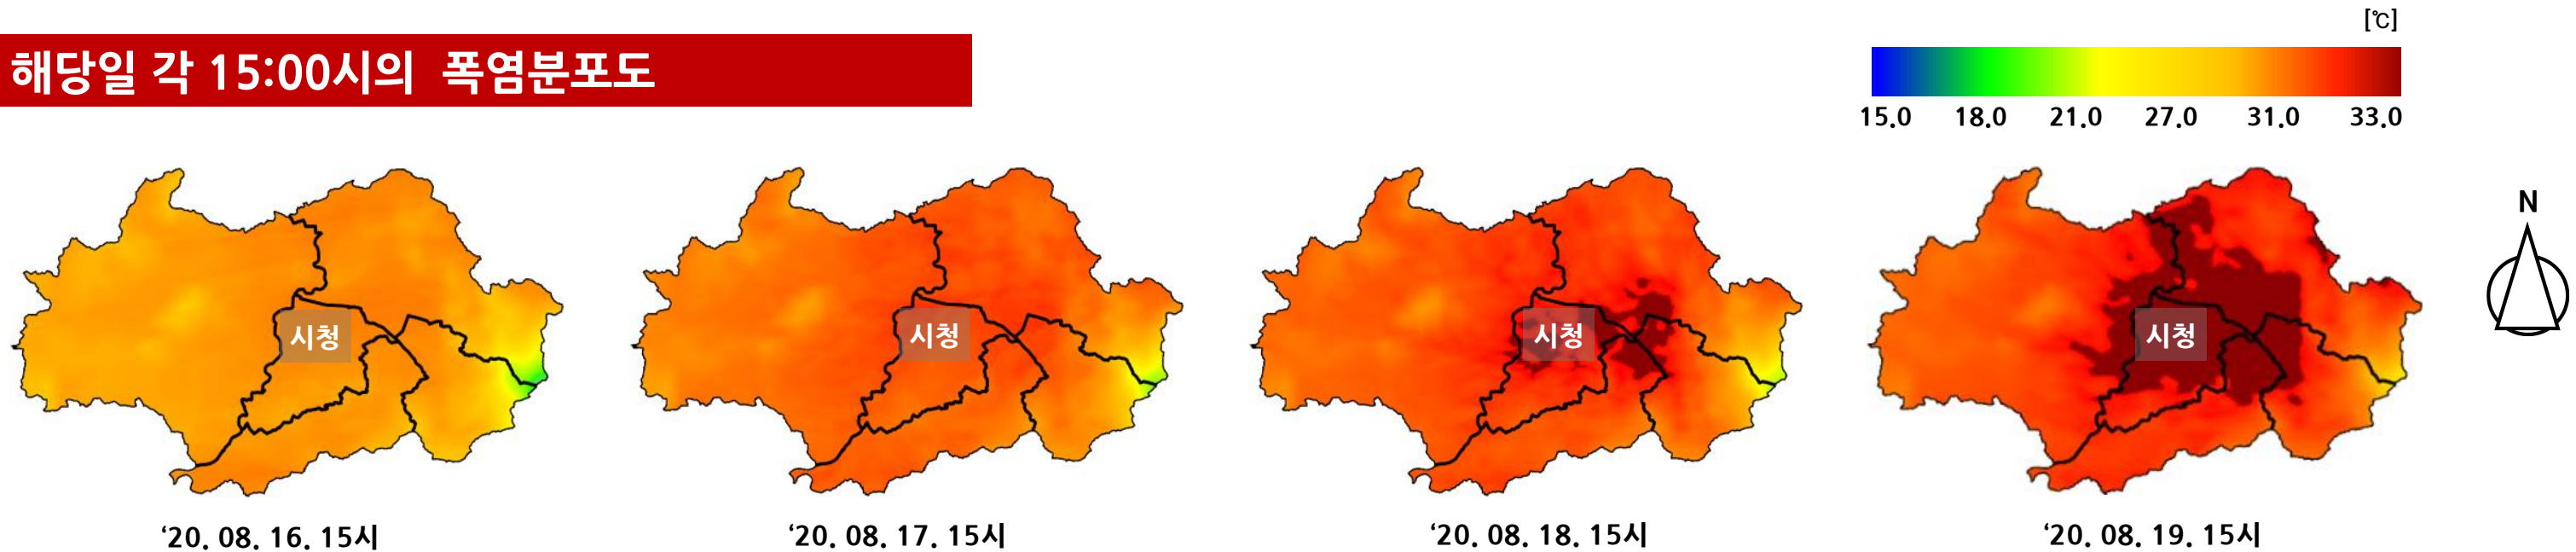 [℃]
해당일 각 15:00시의 폭염분포도
15.0 18.0 21.0 27.0 31.0 33.0
N
시청 시청 시청 시청
‘20. 08. 16. 15시 ‘20. 08. 17. 15시 ‘20. 08. 18. 15시 ‘20. 08. 19. 15시